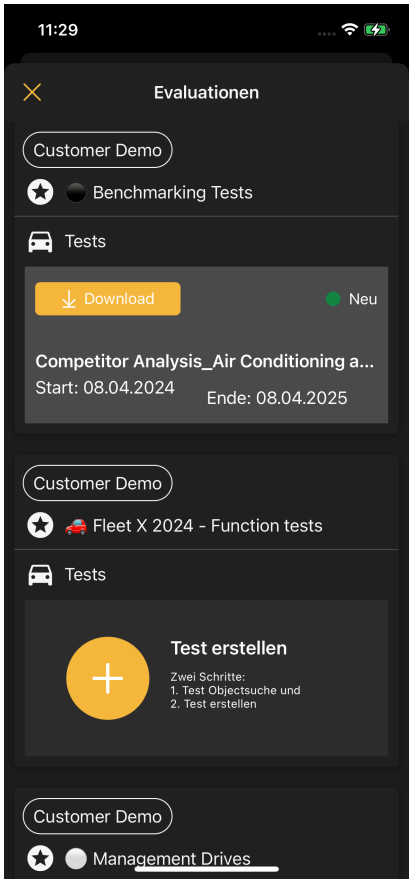 11:29
Evaluationen
Customer Demo
Benchmarking Tests
Tests
Download
Neu
Competitor Analysis_Air Conditioning a...
Start: 08.04.2024
Ende: 08.04.2025
Customer Demo
Fleet X 2024 - Function tests
Tests
Test erstellen
Zwei Schritte:
1. Test Objectsuche und
2. Test erstellen
Customer Demo
Management Drives